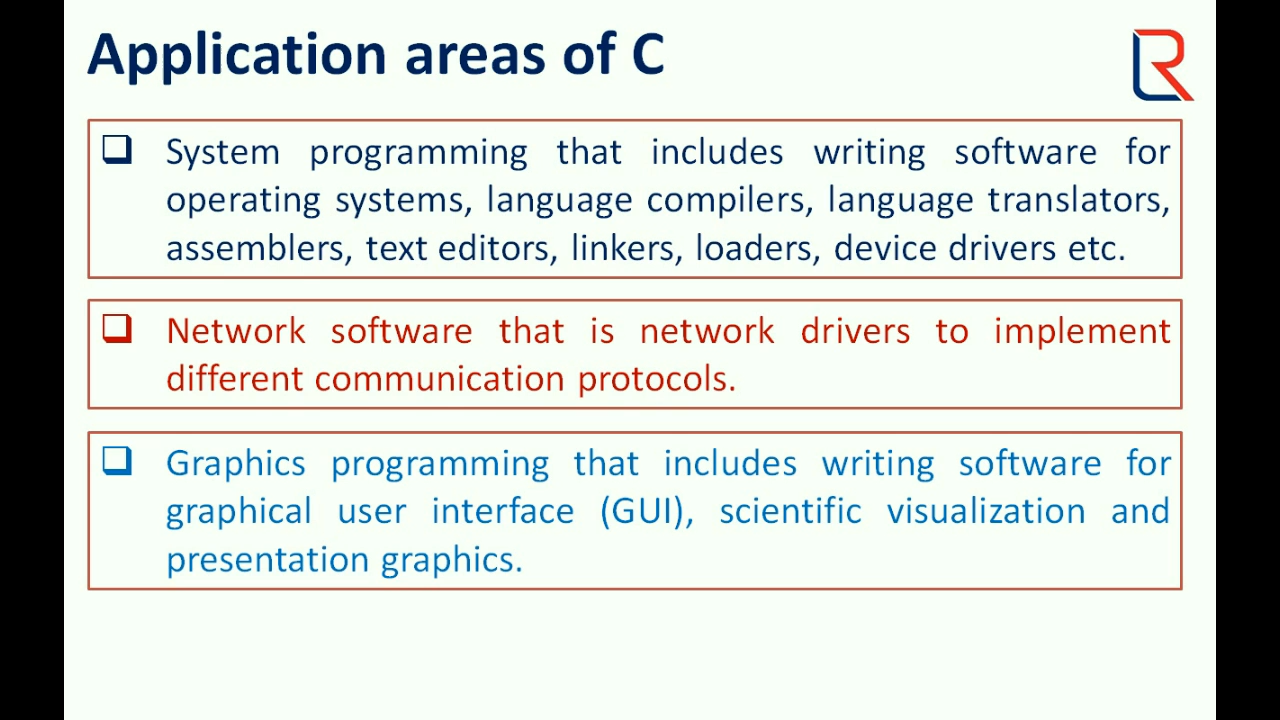 Application areas of C
System programming that includes writing software for
operating systems, language compilers, language translators,
assemblers, text editors, linkers, loaders, device drivers etc.
Network software that is network drivers to implement
different communication protocols.
Graphics programming that includes writing software for
graphical user interface (GUI), scientific visualization and
presentation graphics.